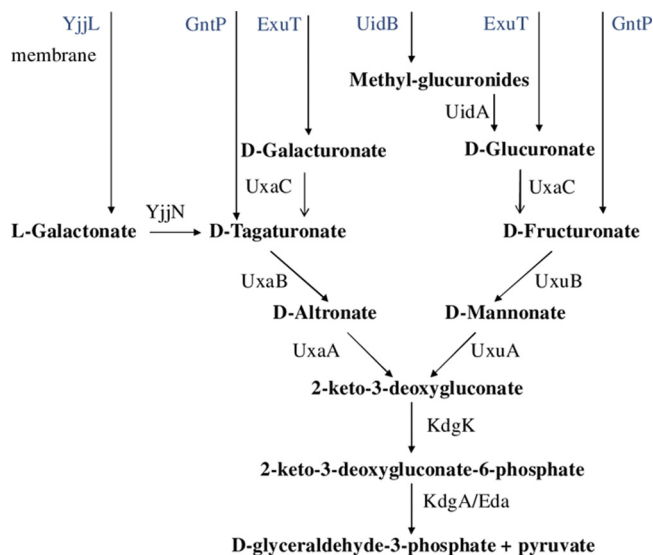 YjjL GntP ExuT UidB ExuT GntP
membrane
Methyl-glucuronides
UidA
D-Galacturonate D-Glucuronate
UxaC UxaC
YjjN
L-Galactonate D-Tagaturonate D-Fructuronate
UxaB UxuB
D-Altronate D-Mannonate
UxaA UxuA
2-keto-3-deoxygluconate
KdgK
2-keto-3-deoxygluconate-6-phosphate
KdgA/Eda
D-glyceraldehyde-3-phosphate + pyruvate